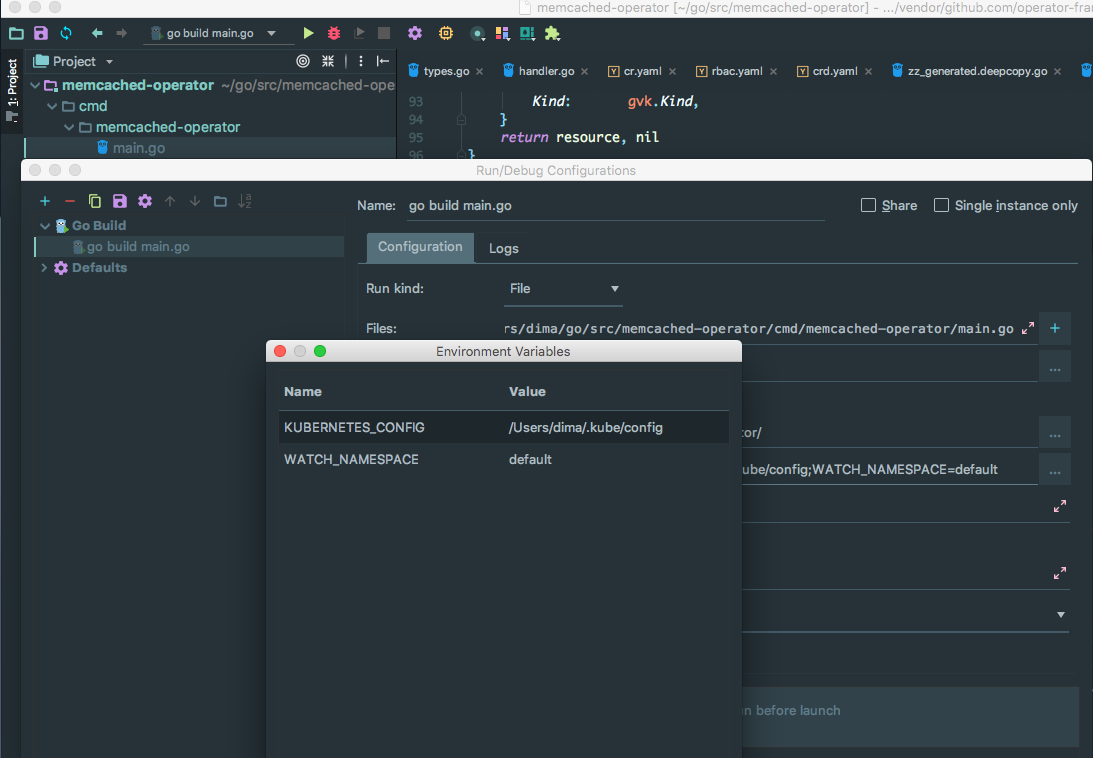 memcached-operator [~/go/src/memcached-operator] - .../vendor/github.com/operator-fra
go build main.go
1: Project
Project
types.go
handler.go
cr.yaml
rbac.yaml
crd.yaml
zz_generated.deepcopy.go
memcached-operator ~/go/src/memcached-ope
cmd
memcached-operator
main.go
93 Kind: gvk.Kind,
94 }
95 return resource, nil
96 }
Run/Debug Configurations
Name: go build main.go
Share
Single instance only
Go Build
go build main.go
Defaults
Configuration
Logs
Run kind: File
Files: rs/dima/go/src/memcached-operator/cmd/memcached-operator/main.go
Environment Variables
Name Value
KUBERNETES_CONFIG /Users/dima/.kube/config
WATCH_NAMESPACE default
...
tor/
...
ube/config;WATCH_NAMESPACE=default
...
n before launch